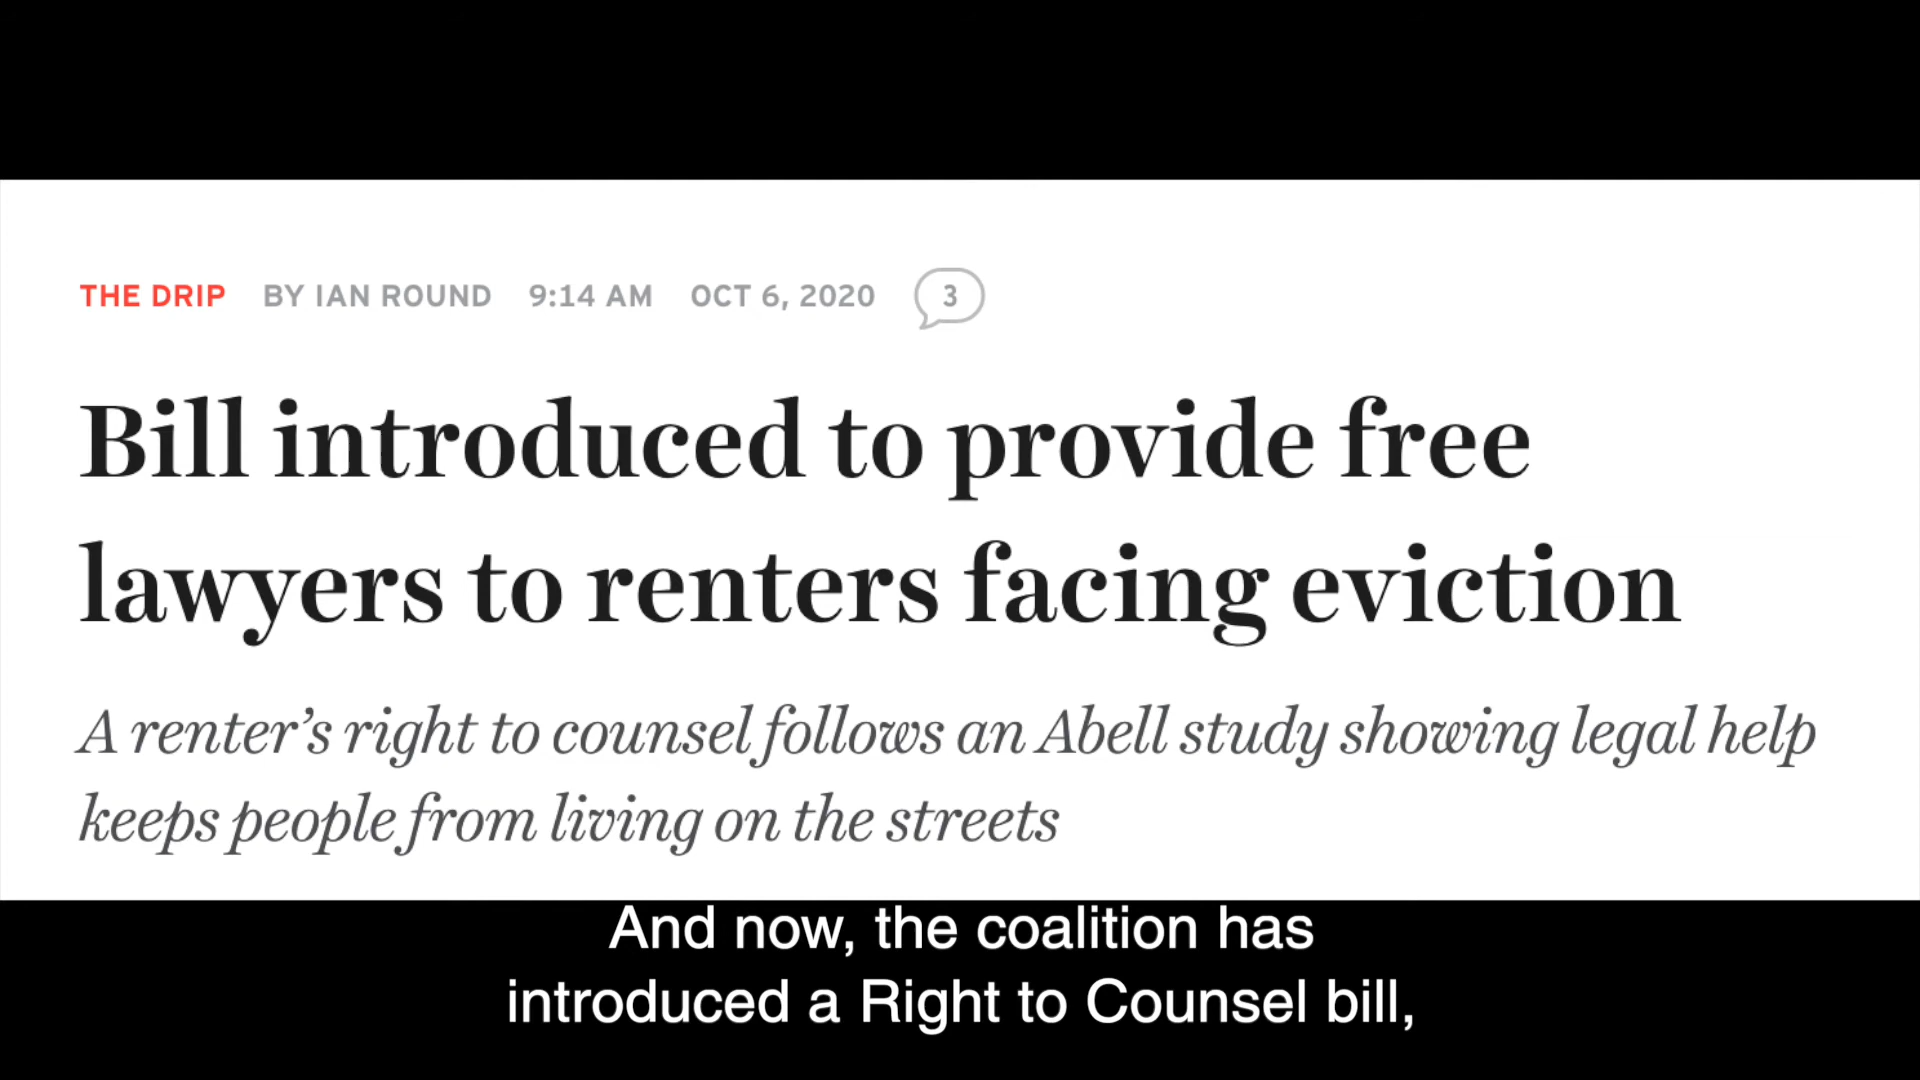 THE DRIP BY IAN ROUND 9:14 AM OCT 6, 2020 3
Bill introduced to provide free
lawyers to renters facing eviction
A renter’s right to counsel follows an Abell study showing legal help
keeps people from living on the streets
And now, the coalition has
introduced a Right to Counsel bill,